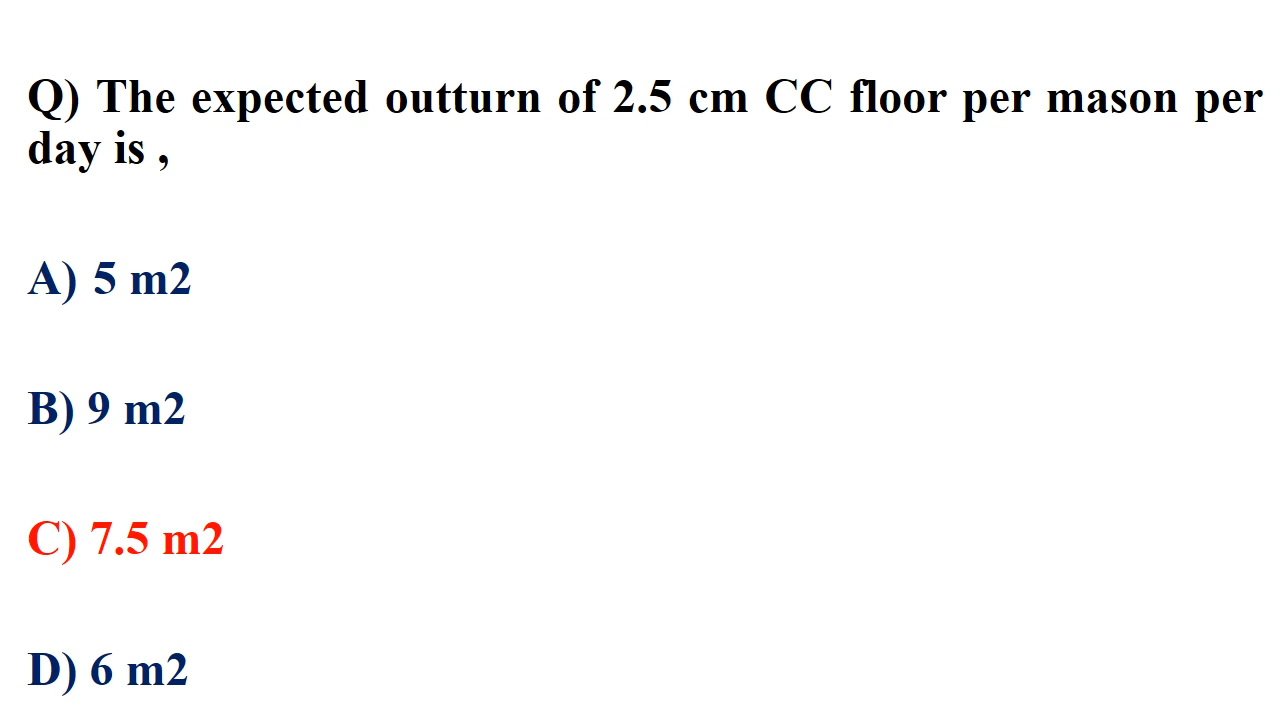 Q) The expected outturn of 2.5 cm CC floor per mason per
day is ,
A) 5 m2
B) 9 m2
C) 7.5 m2
D) 6 m2